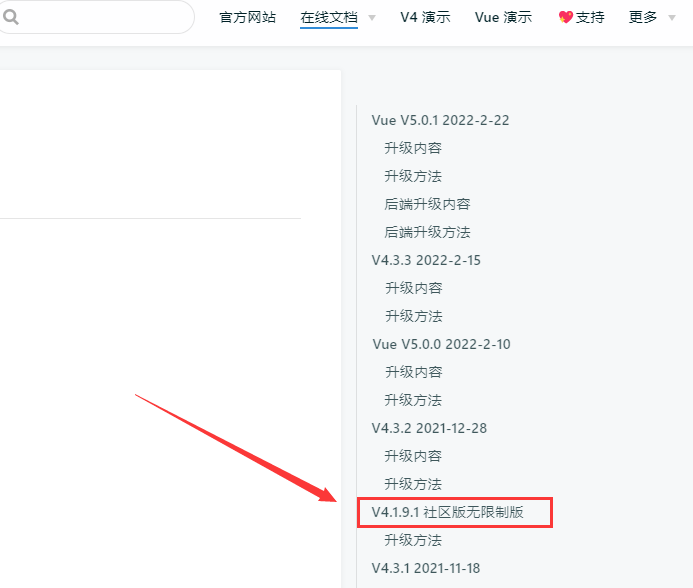 官方网站 在线文档 V4 演示 Vue 演示 💖支持 更多
Vue V5.0.1 2022-2-22
升级内容
升级方法
后端升级内容
后端升级方法
V4.3.3 2022-2-15
升级内容
升级方法
Vue V5.0.0 2022-2-10
升级内容
升级方法
V4.3.2 2021-12-28
升级内容
升级方法
V4.1.9.1 社区版无限制版
升级方法
V4.3.1 2021-11-18